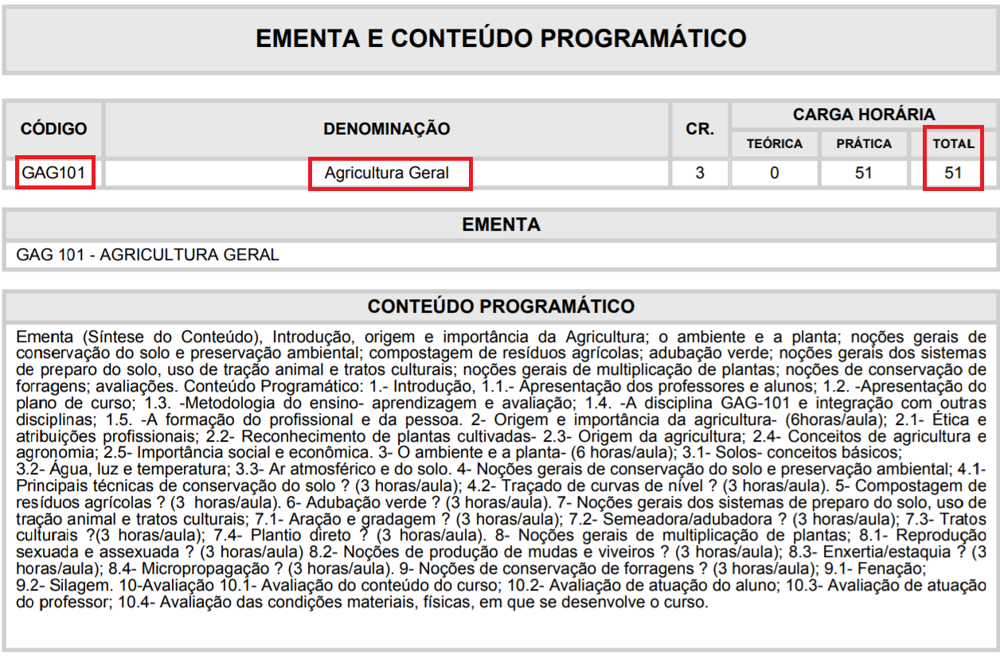 EMENTA E CONTEÚDO PROGRAMÁTICO
CÓDIGO DENOMINAÇÃO CR. CARGA HORÁRIA
TEÓRICA PRÁTICA TOTAL
GAG101 Agricultura Geral 3 0 51 51
EMENTA
GAG 101 - AGRICULTURA GERAL
CONTEÚDO PROGRAMÁTICO
Ementa (Síntese do Conteúdo), Introdução, origem e importância da Agricultura; o ambiente e a planta; noções gerais de
conservação do solo e preservação ambiental; compostagem de resíduos agrícolas; adubação verde; noções gerais dos sistemas
de preparo do solo, uso de tração animal e tratos culturais; noções gerais de multiplicação de plantas; noções de conservação de
forragens; avaliações. Conteúdo Programático: 1.- Introdução, 1.1.- Apresentação dos professores e alunos; 1.2. -Apresentação do
plano de curso; 1.3. -Metodologia do ensino- aprendizagem e avaliação; 1.4. -A disciplina GAG-101 e integração com outras
disciplinas; 1.5. -A formação do profissional e da pessoa. 2- Origem e importância da agricultura- (6horas/aula); 2.1- Ética e
atribuições profissionais; 2.2- Reconhecimento de plantas cultivadas- 2.3- Origem da agricultura; 2.4- Conceitos de agricultura e
agronomia; 2.5- Importância social e econômica. 3- O ambiente e a planta- (6 horas/aula); 3.1- Solos- conceitos básicos;
3.2- Água, luz e temperatura; 3.3- Ar atmosférico e do solo. 4- Noções gerais de conservação do solo e preservação ambiental; 4.1-
Principais técnicas de conservação do solo ? (3 horas/aula); 4.2- Traçado de curvas de nível ? (3 horas/aula). 5- Compostagem de
resíduos agrícolas ? (3 horas/aula). 6- Adubação verde ? (3 horas/aula). 7- Noções gerais dos sistemas de preparo do solo, uso de
tração animal e tratos culturais; 7.1- Aração e gradagem ? (3 horas/aula); 7.2- Semeadora/adubadora ? (3 horas/aula); 7.3- Tratos
culturais ?(3 horas/aula); 7.4- Plantio direto ? (3 horas/aula). 8- Noções gerais de multiplicação de plantas; 8.1- Reprodução
sexuada e assexuada ? (3 horas/aula) 8.2- Noções de produção de mudas e viveiros ? (3 horas/aula); 8.3- Enxertia/estaquia ? (3
horas/aula); 8.4- Micropropagação ? (3 horas/aula). 9- Noções de conservação de forragens ? (3 horas/aula); 9.1- Fenação;
9.2- Silagem. 10-Avaliação 10.1- Avaliação do conteúdo do curso; 10.2- Avaliação de atuação do aluno; 10.3- Avaliação de atuação
do professor; 10.4- Avaliação das condições materiais, físicas, em que se desenvolve o curso.